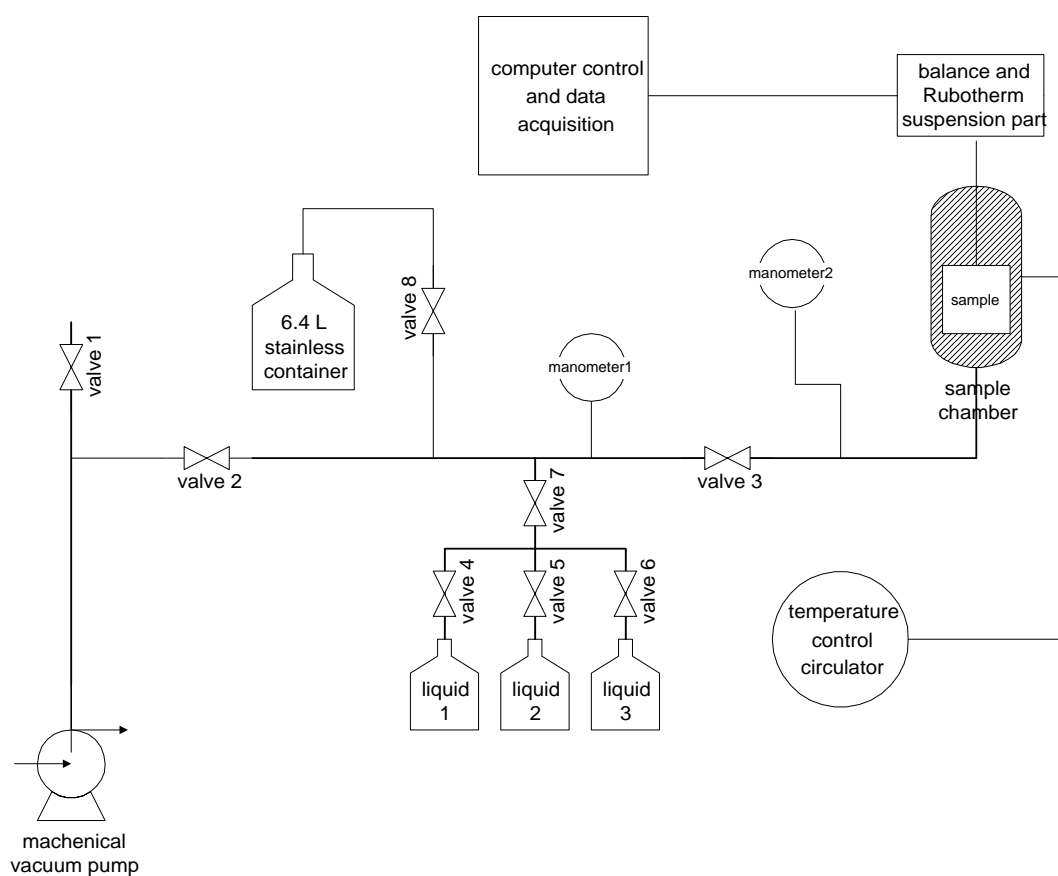 computer control
and data
acquisition
balance and
Rubotherm
suspension part
manometer2
sample
valve 8
6.4 L
stainless
container
valve 1
manometer1
sample
chamber
valve 2
valve 3
valve 7
valve 4
valve 5
valve 6
temperature
control
circulator
liquid
1
liquid
2
liquid
3
machenical
vacuum pump